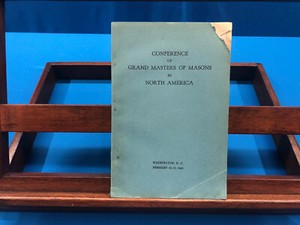 CONFERENCE
OF
GRAND MASTERS OF MASONS
IN
NORTH AMERICA
WASHINGTON, D. C.
FEBRUARY